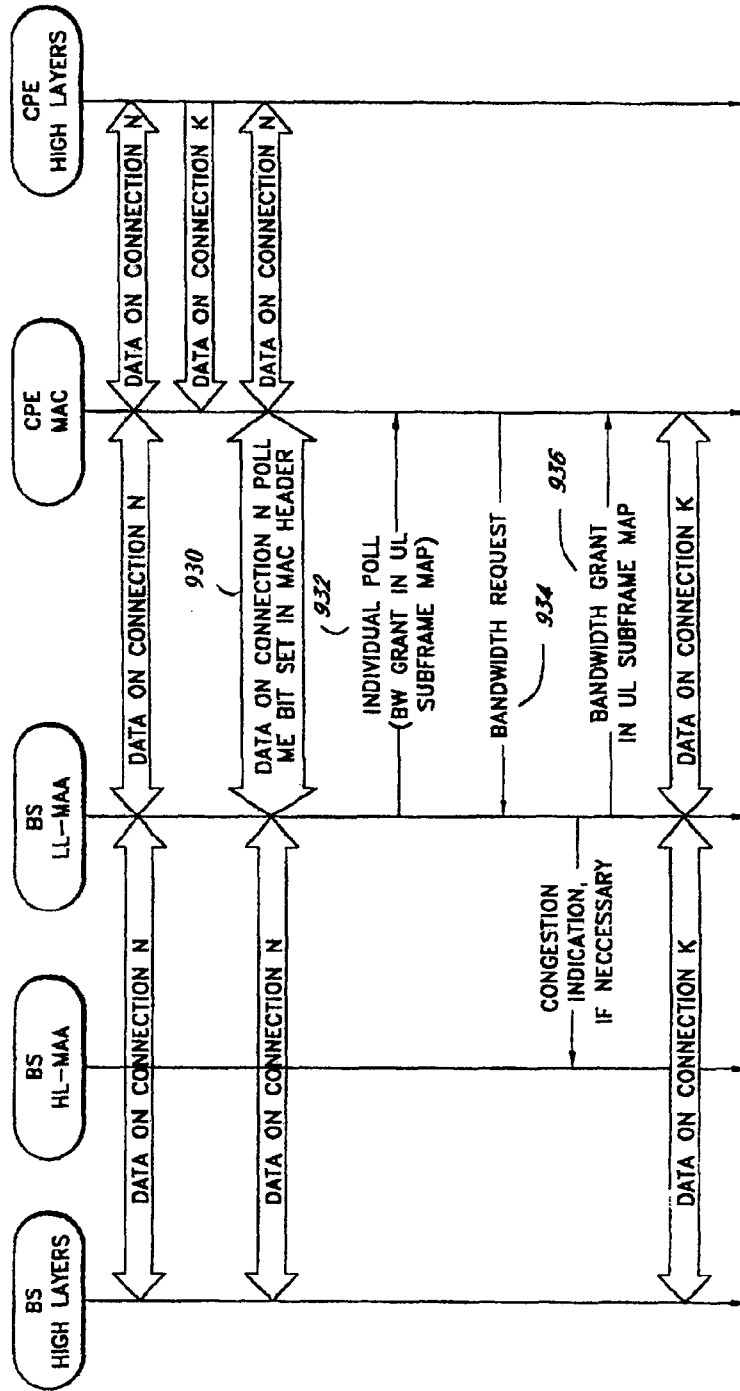 BS
HIGH LAYERS
BS
HL-MAA
BS
LL-MAA
CPE
MAC
CPE
HIGH LAYERS
DATA ON CONNECTION N
DATA ON CONNECTION N
DATA ON CONNECTION N
DATA ON CONNECTION K
930
DATA ON CONNECTION N
DATA ON CONNECTION N POLL
ME BIT SET IN MAC HEADER
DATA ON CONNECTION N
932
INDIVIDUAL POLL
(BW GRANT IN UL
SUBFRAME MAP)
BANDWIDTH REQUEST
934
CONGESTION
INDICATION,
IF NECCESSARY
936
BANDWIDTH GRANT
IN UL SUBFRAME MAP
DATA ON CONNECTION K
DATA ON CONNECTION K